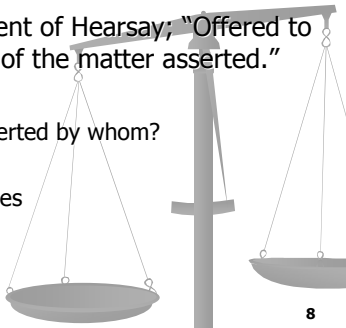 ent of Hearsay; “Offered to
of the matter asserted.”
erted by whom?
es
8